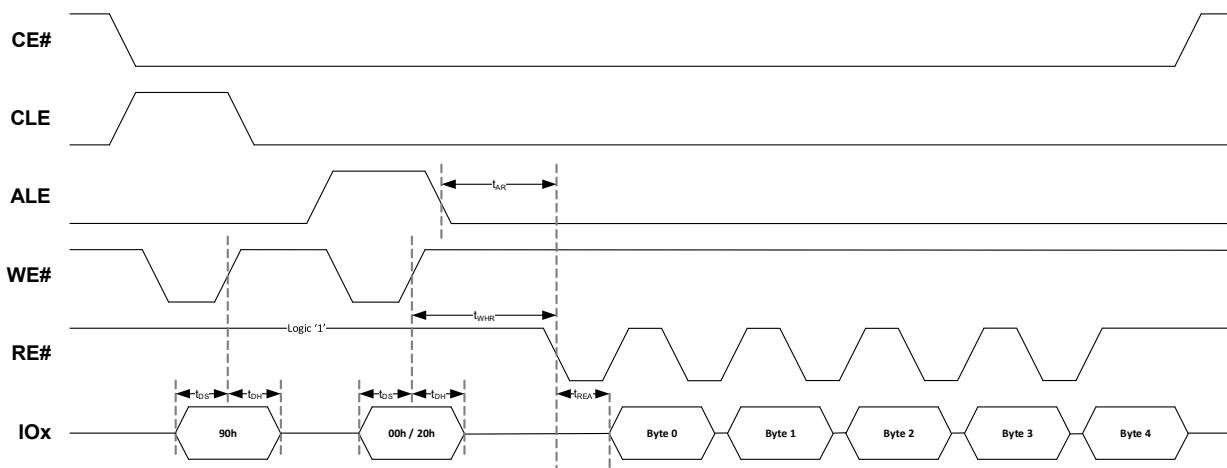 CE#
CLE
ALE
tAR
WE#
tWHR
RE#
Logic ‘1’
tDS
tDH
tDS
tDH
tREA
IOx
90h
00h / 20h
Byte 0
Byte 1
Byte 2
Byte 3
Byte 4